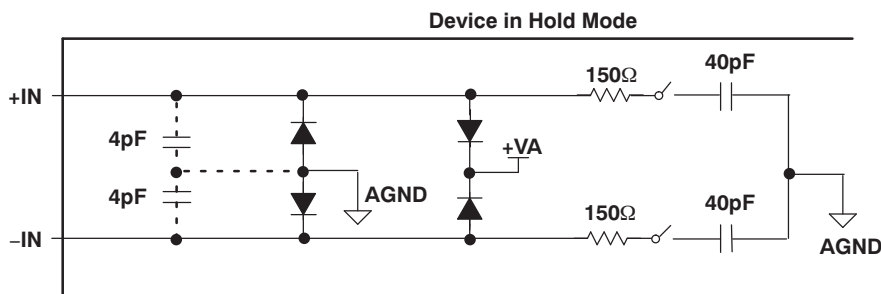 Device in Hold Mode
150Ω
40pF
+IN
4pF
+VA
AGND
4pF
150Ω
40pF
−IN
AGND